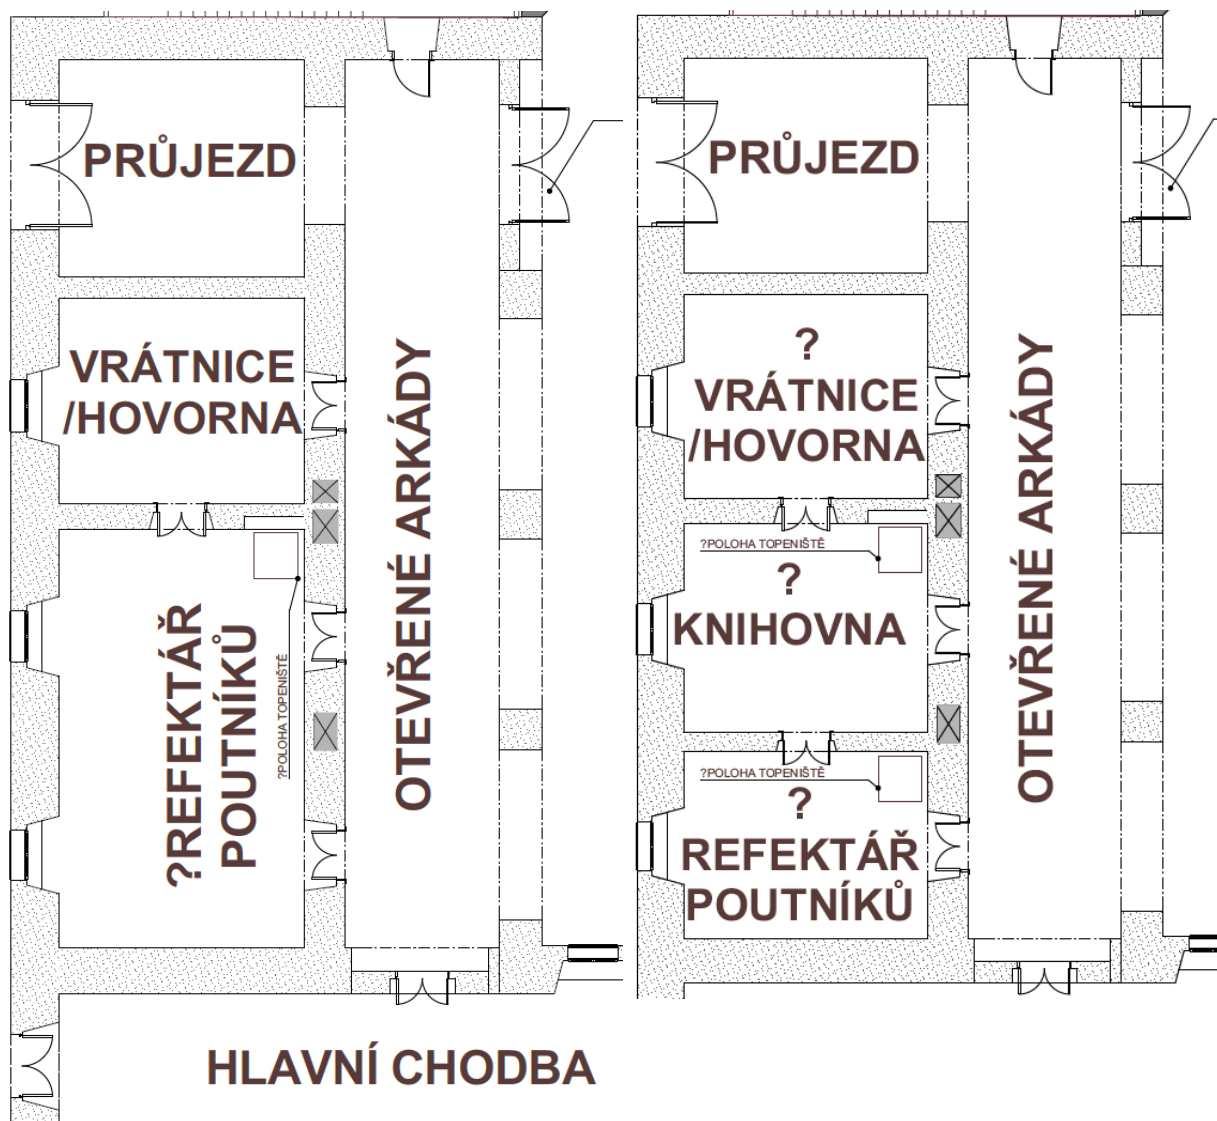 PRŮJEZD
VRÁTNICE
/HOVORNA
?REFEKTÁŘ
POUTNÍKŮ
?POLOHA TOPENIŠTĚ
OTEVŘENÉ ARKÁDY
HLAVNÍ CHODBA
PRŮJEZD
?
VRÁTNICE
/HOVORNA
?POLOHA TOPENIŠTĚ
?
KNIHOVNA
?POLOHA TOPENIŠTĚ
?
REFEKTÁŘ
POUTNÍKŮ
OTEVŘENÉ ARKÁDY